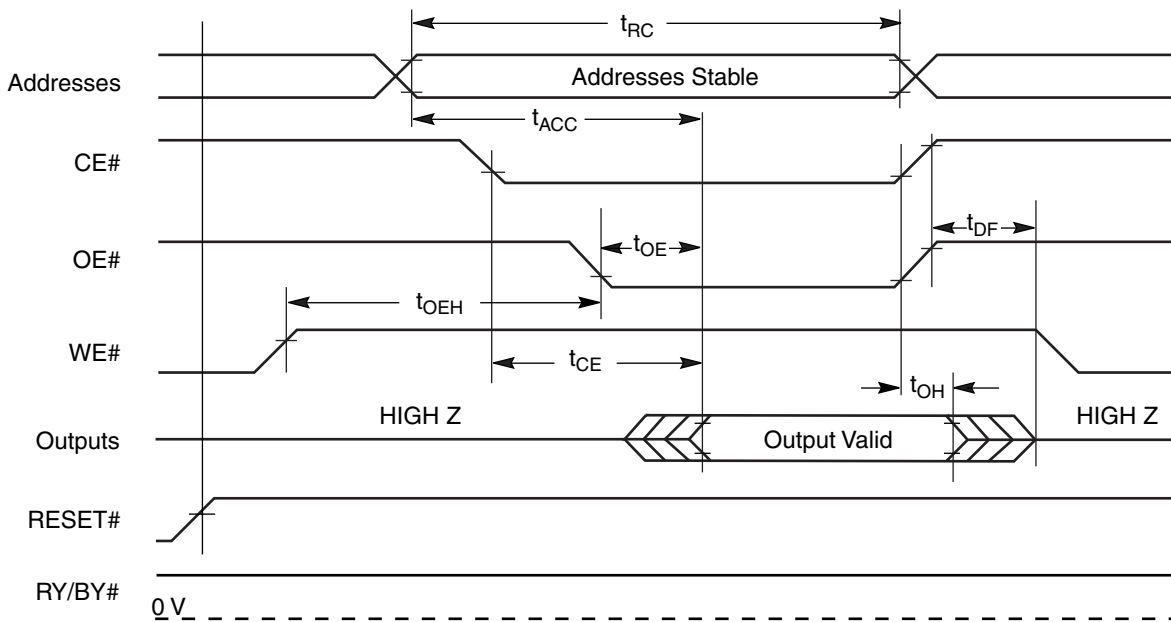 tRC
Addresses
Addresses Stable
tACC
CE#
tDF
tOE
OE#
tOEH
WE#
tCE
tOH
HIGH Z
HIGH Z
Outputs
Output Valid
RESET#
RY/BY#
0 V